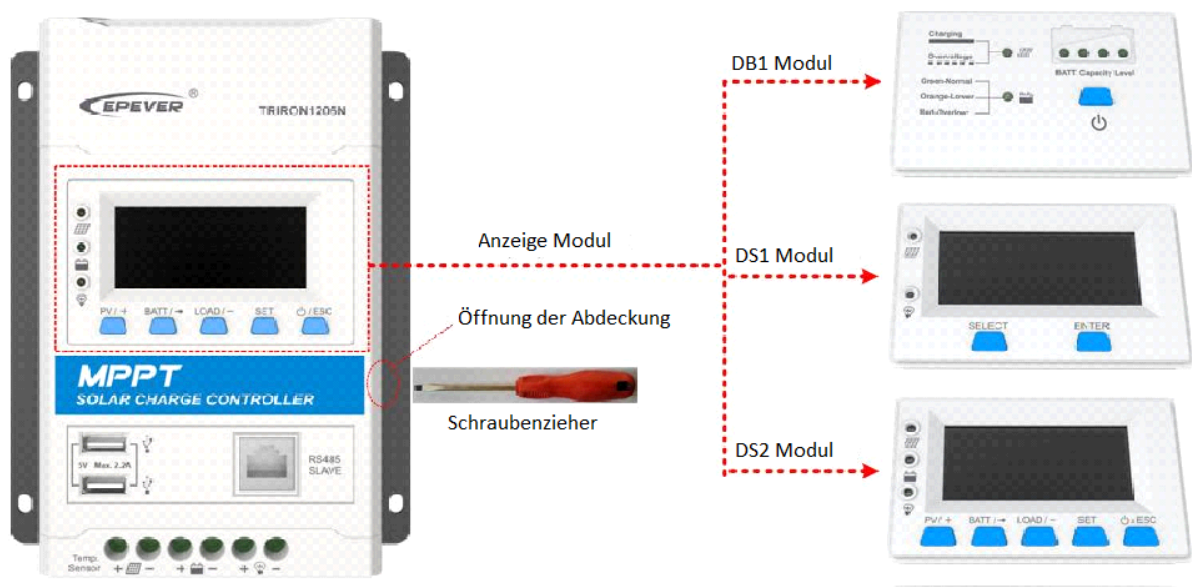 EPEVER ®
TRIRON1206N
PV/+ BATT/→ LOAD/− SET ⏻/ESC
MPPT
SOLAR CHARGE CONTROLLER
5V Max. 2.2A
RS485
SLAVE
Temp.
Sensor
+ − + − + −
Anzeige Modul
Öffnung der Abdeckung
Schraubenzieher
DB1 Modul
Charging
BATT Capacity Level
Green-Normal
Orange-Lower
DS1 Modul
SELECT ENTER
DS2 Modul
PV/+ BATT/→ LOAD/− SET ⏻/ESC